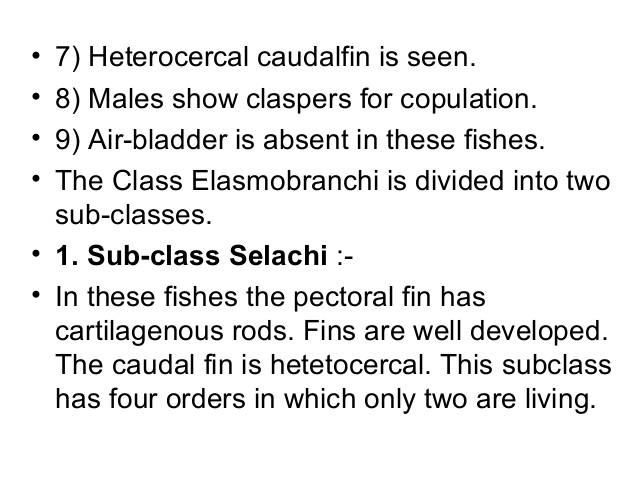 • 7) Heterocercal caudalfin is seen.
• 8) Males show claspers for copulation.
• 9) Air-bladder is absent in these fishes.
• The Class Elasmobranchi is divided into two
sub-classes.
• 1. Sub-class Selachi :-
• In these fishes the pectoral fin has
cartilagenous rods. Fins are well developed.
The caudal fin is hetetocercal. This subclass
has four orders in which only two are living.